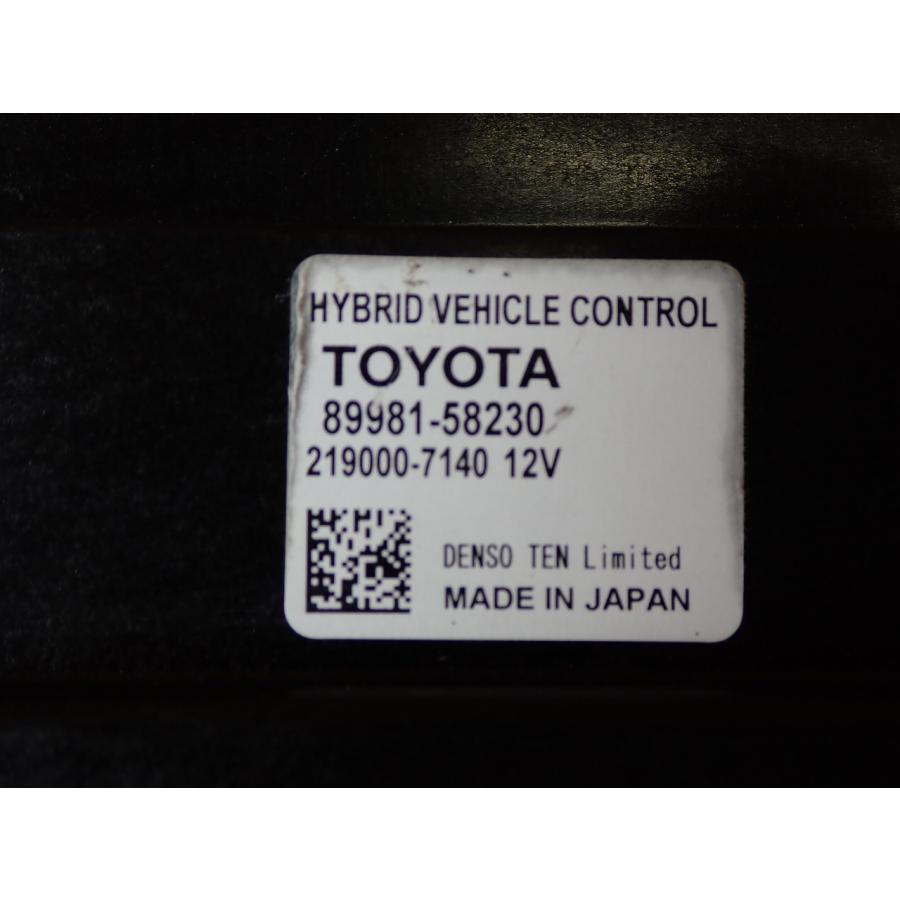 HYBRID VEHICLE CONTROL
TOYOTA
89981-58230
219000-7140 12V
DENSO TEN Limited
MADE IN JAPAN